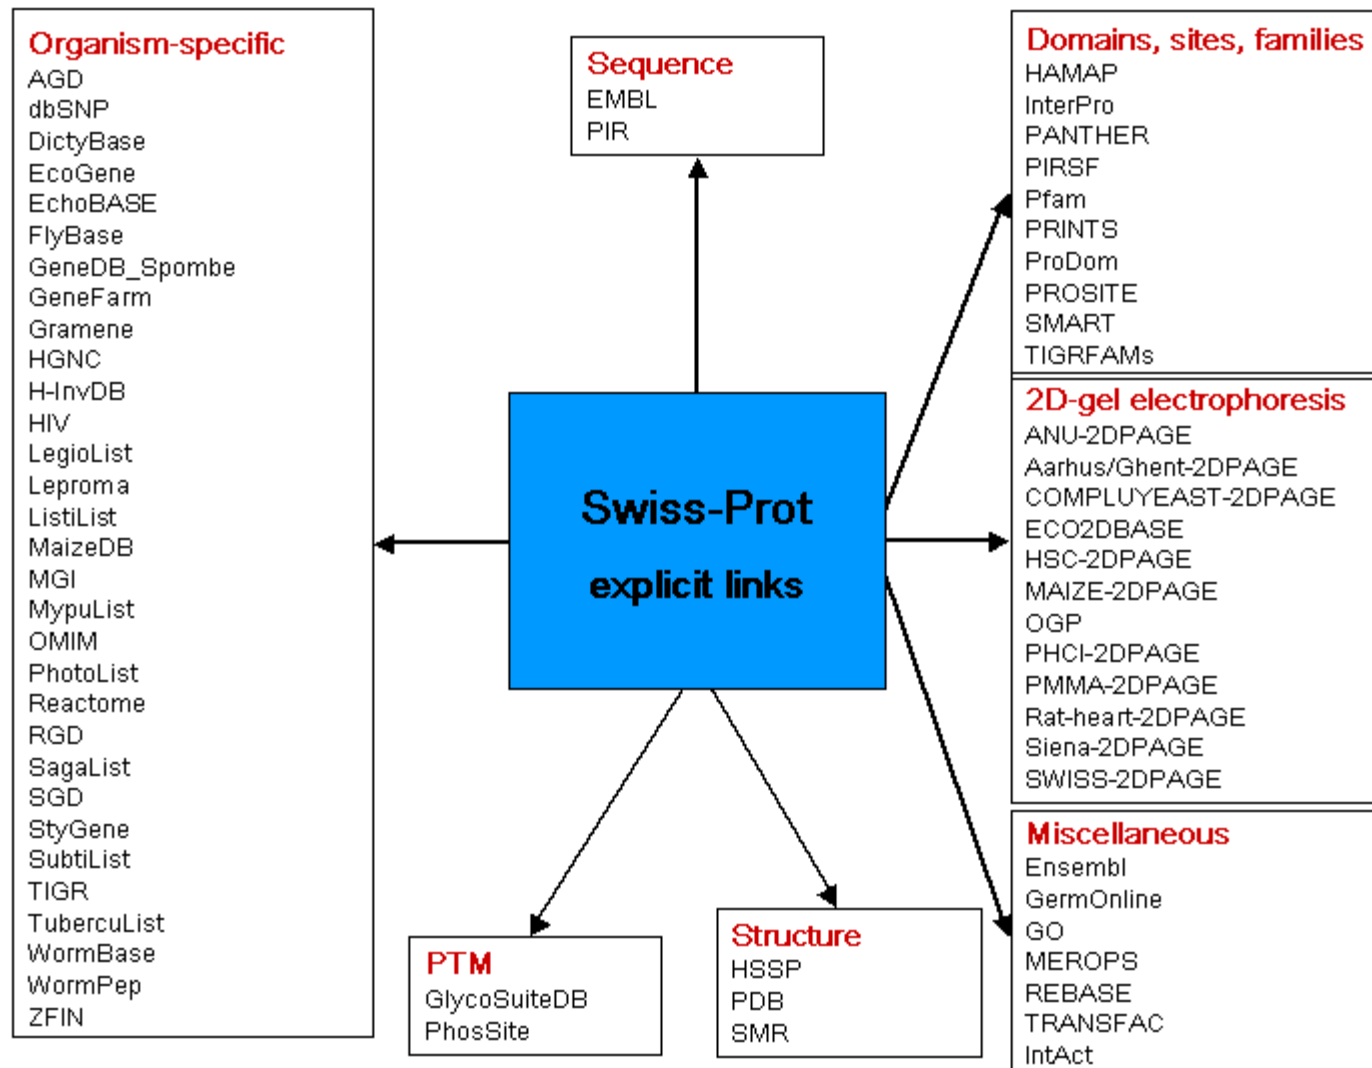 Organism-specific
AGD
dbSNP
DictyBase
EcoGene
EchoBASE
FlyBase
GeneDB_Spombe
GeneFarm
Gramene
HGNC
H-InvDB
HIV
LegioList
Leproma
ListiList
MaizeDB
MGI
MypuList
OMIM
PhotoList
Reactome
RGD
SagaList
SGD
StyGene
SubtiList
TIGR
TubercuList
WormBase
WormPep
ZFIN
Sequence
EMBL
PIR
Swiss-Prot
explicit links
PTM
GlycoSuiteDB
PhosSite
Structure
HSSP
PDB
SMR
Domains, sites, families
HAMAP
InterPro
PANTHER
PIRSF
Pfam
PRINTS
ProDom
PROSITE
SMART
TIGRFAMs
2D-gel electrophoresis
ANU-2DPAGE
Aarhus/Ghent-2DPAGE
COMPLUYEAST-2DPAGE
ECO2DBASE
HSC-2DPAGE
MAIZE-2DPAGE
OGP
PHCI-2DPAGE
PMMA-2DPAGE
Rat-heart-2DPAGE
Siena-2DPAGE
SWISS-2DPAGE
Miscellaneous
Ensembl
GermOnline
GO
MEROPS
REBASE
TRANSFAC
IntAct